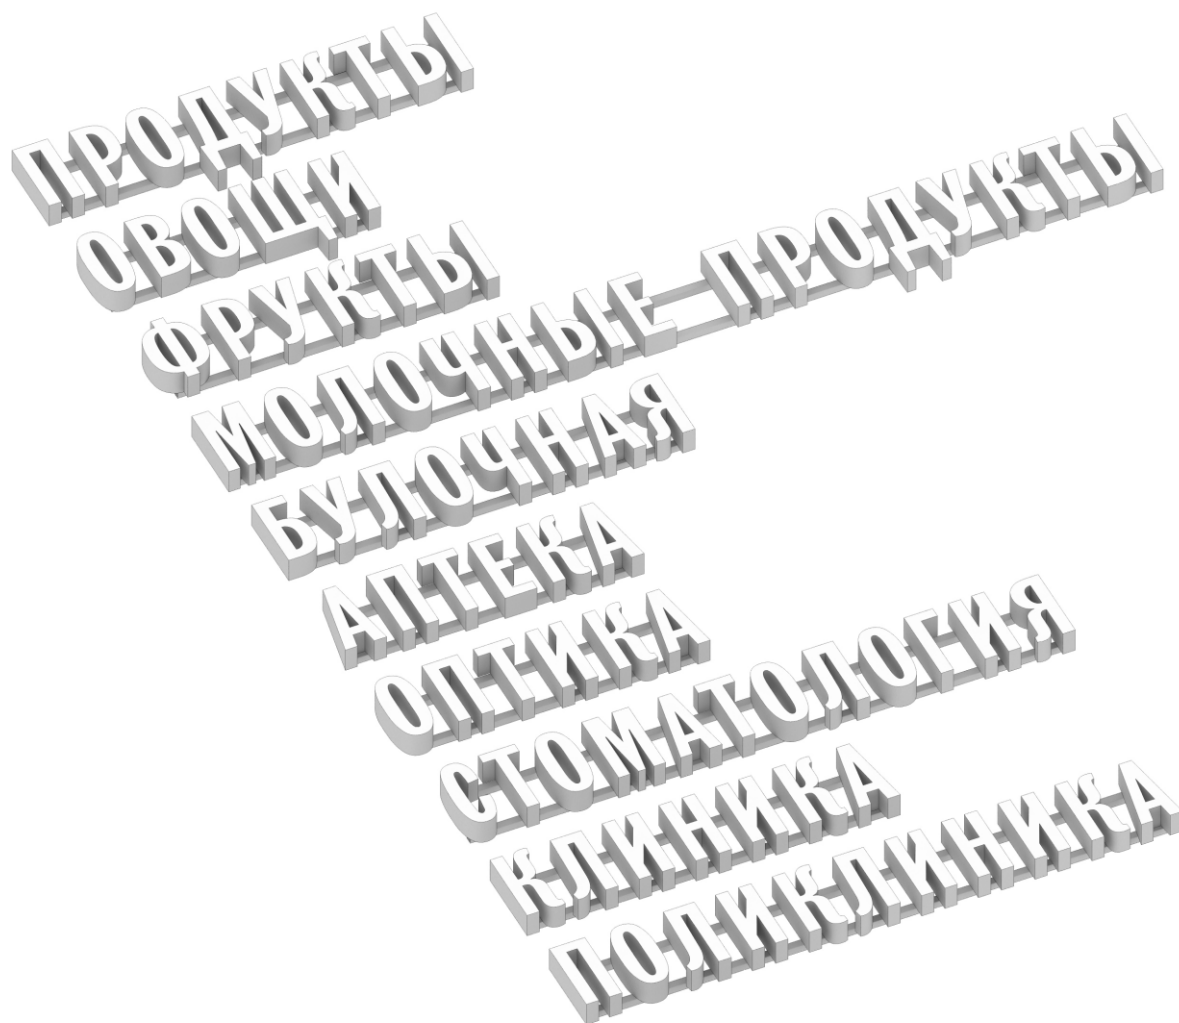 ПРОДУКТЫ
ОВОЩИ
ФРУКТЫ
МОЛОЧНЫЕ ПРОДУКТЫ
БУЛОЧНАЯ
АПТЕКА
ОПТИКА
СТОМАТОЛОГИЯ
КЛИНИКА
ПОЛИКЛИНИКА